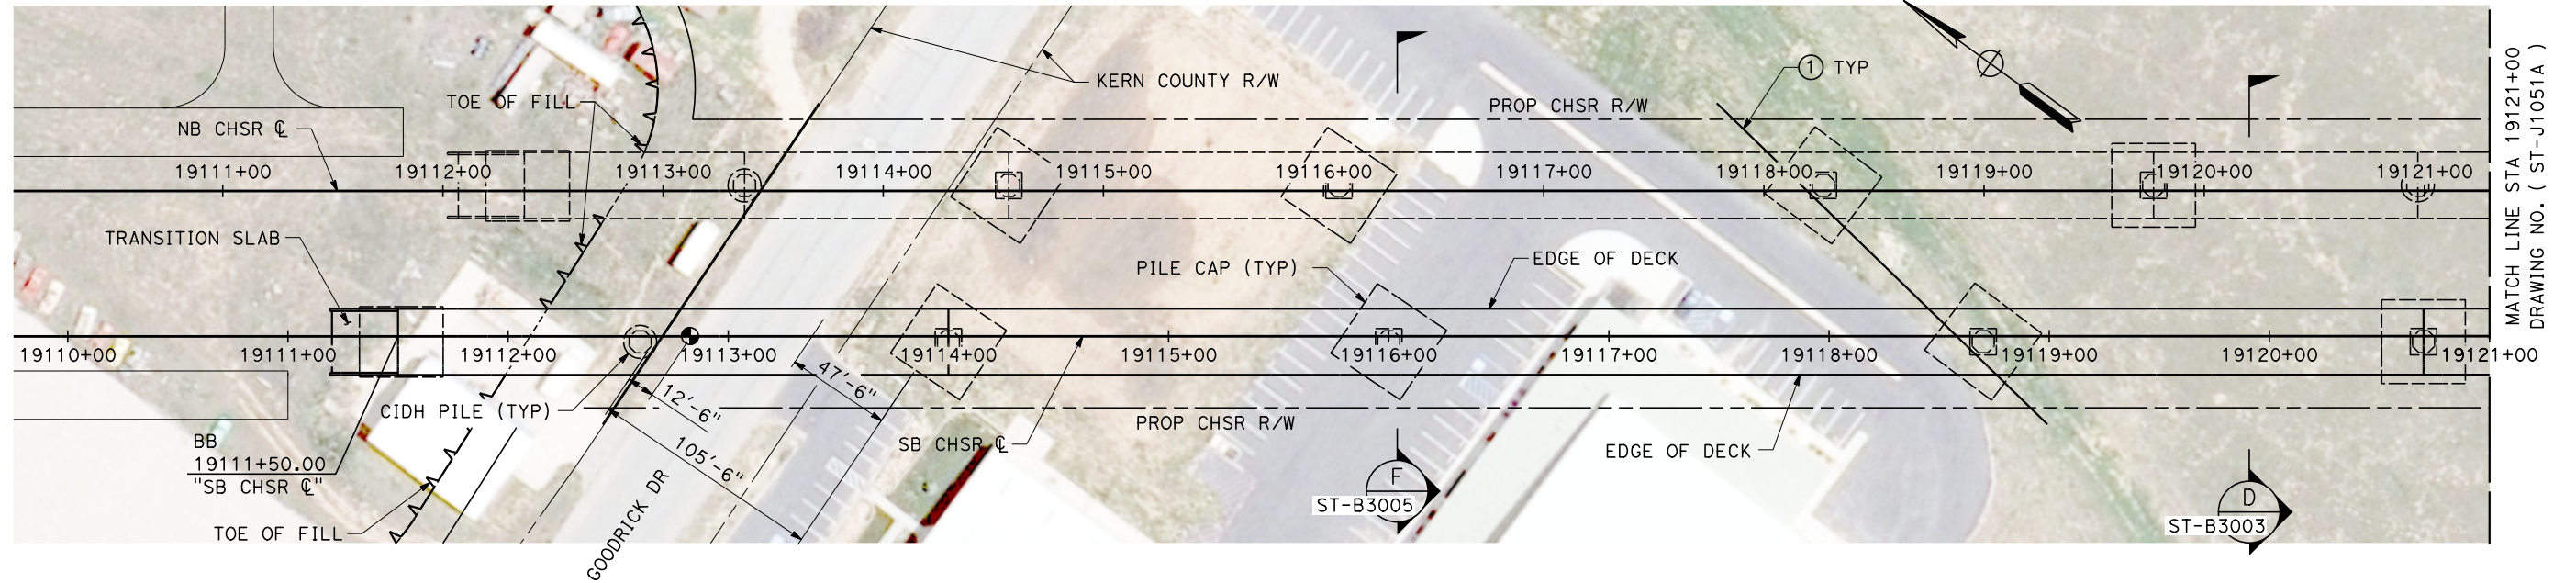 KERN COUNTY R/W
① TYP
TOE OF FILL
PROP CHSR R/W
NB CHSR ℄
19111+00
19112+00
19113+00
19114+00
19115+00
19116+00
19117+00
19118+00
19119+00
19120+00
19121+00
TRANSITION SLAB
PILE CAP (TYP)
EDGE OF DECK
19110+00
19111+00
19112+00
19113+00
19114+00
19115+00
19116+00
19117+00
19118+00
19119+00
19120+00
19121+00
47'-6"
12'-6"
105'-6"
CIDH PILE (TYP)
PROP CHSR R/W
SB CHSR ℄
EDGE OF DECK
BB
19111+50.00
"SB CHSR ℄"
TOE OF FILL
GOODRICK DR
F
ST-B3005
D
ST-B3003
MATCH LINE STA 19121+00
DRAWING NO. ( ST-J1051A )